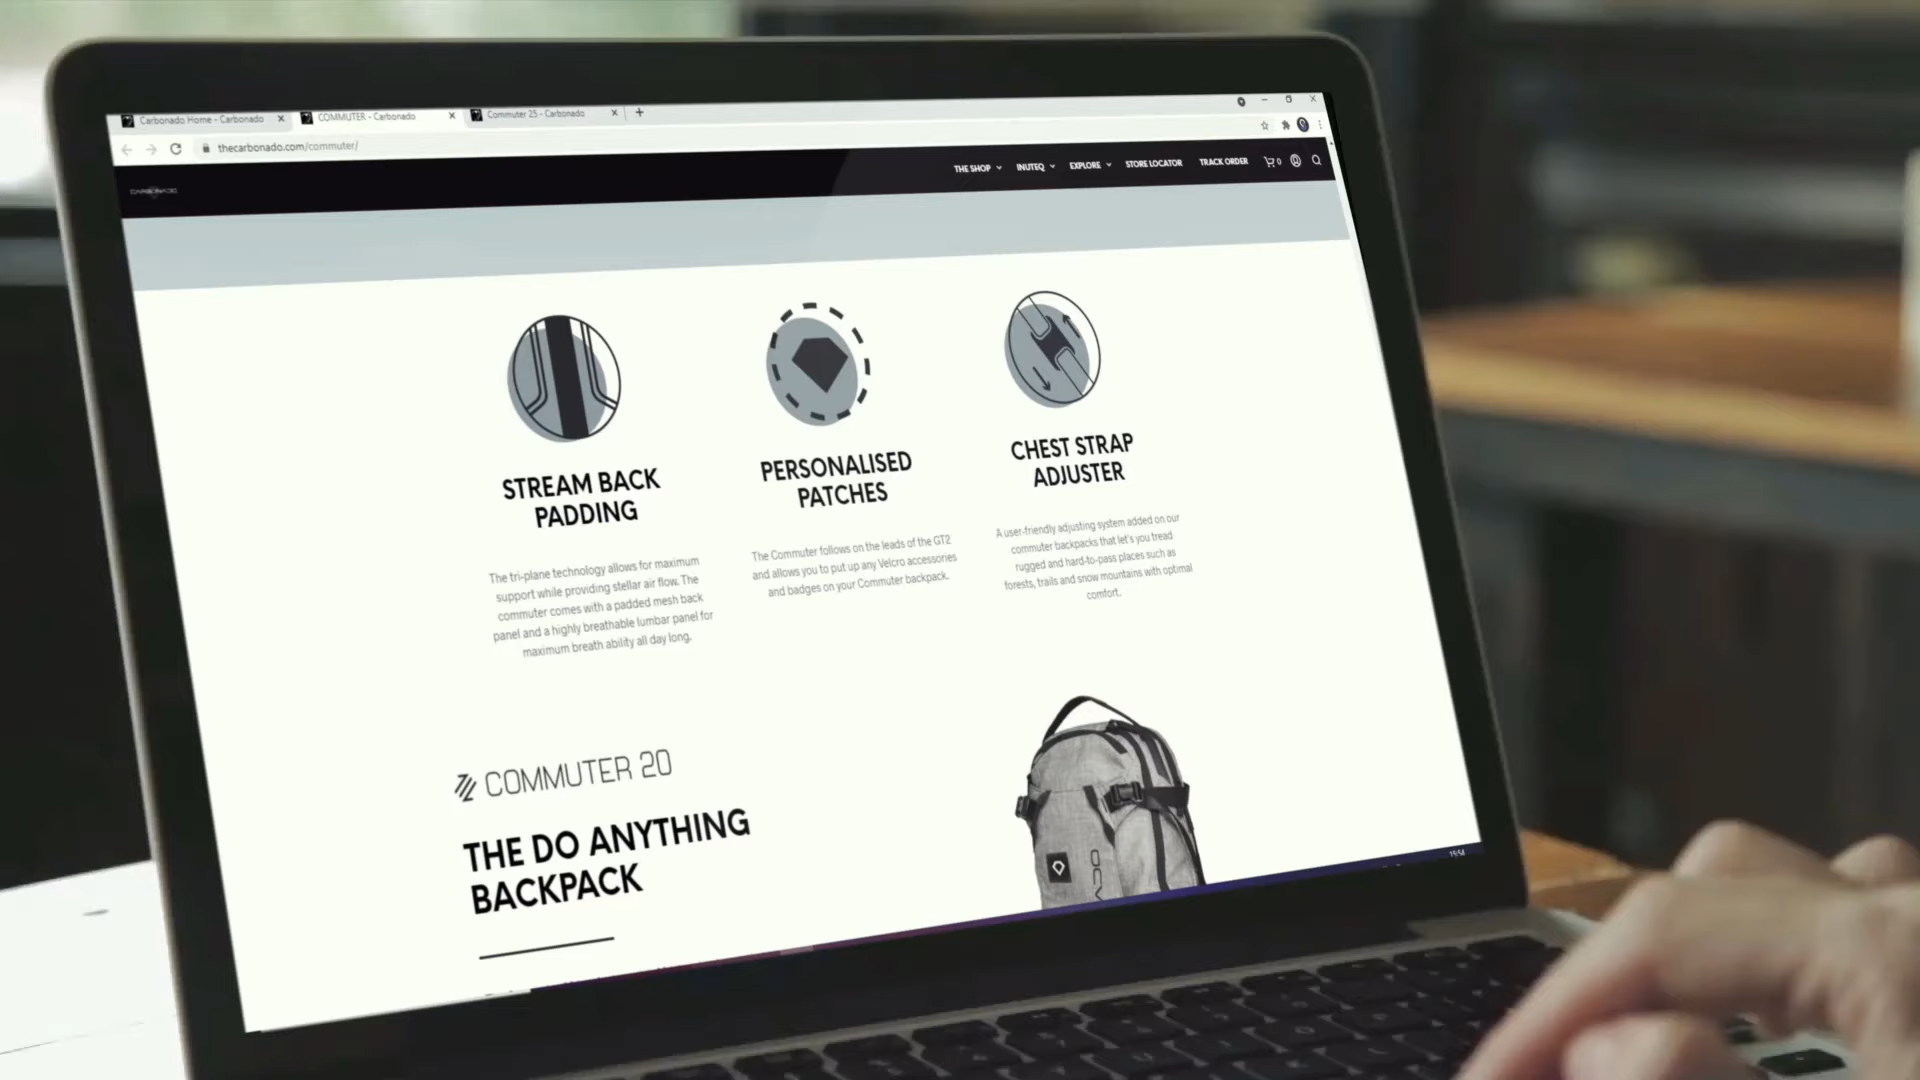 Carbonado Home - Carbonado
COMMUTER - Carbonado
Commuter 25 - Carbonado
thecarbonado.com/commuter/
CARBONADO
THE SHOP
INUTEQ
EXPLORE
STORE LOCATOR
TRACK ORDER
0
STREAM BACK
PADDING
The tri-plane technology allows for maximum
support while providing stellar air flow. The
commuter comes with a padded mesh back
panel and a highly breathable lumbar panel for
maximum breath ability all day long.
PERSONALISED
PATCHES
The Commuter follows on the leads of the GT2
and allows you to put up any Velcro accessories
and badges on your Commuter backpack.
CHEST STRAP
ADJUSTER
A user-friendly adjusting system added on our
commuter backpacks that let's you tread
rugged and hard-to-pass places such as
forests, trails and snow mountains with optimal
comfort.
COMMUTER 20
THE DO ANYTHING
BACKPACK
15:54